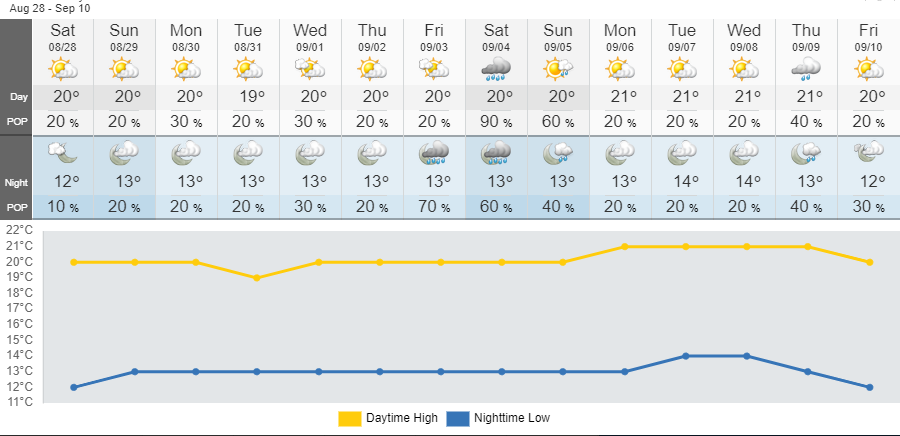 Aug 28 - Sep 10
Sat Sun Mon Tue Wed Thu Fri Sat Sun Mon Tue Wed Thu Fri
08/28 08/29 08/30 08/31 09/01 09/02 09/03 09/04 09/05 09/06 09/07 09/08 09/09 09/10
Day 20° 20° 20° 19° 20° 20° 20° 20° 20° 21° 21° 21° 21° 20°
POP 20 % 20 % 30 % 20 % 30 % 20 % 20 % 90 % 60 % 20 % 20 % 20 % 40 % 20 %
Night 12° 13° 13° 13° 13° 13° 13° 13° 13° 13° 14° 14° 13° 12°
POP 10 % 20 % 20 % 20 % 30 % 20 % 70 % 60 % 40 % 20 % 20 % 20 % 40 % 30 %
22°C
21°C
20°C
19°C
18°C
17°C
16°C
15°C
14°C
13°C
12°C
11°C
Daytime High Nighttime Low